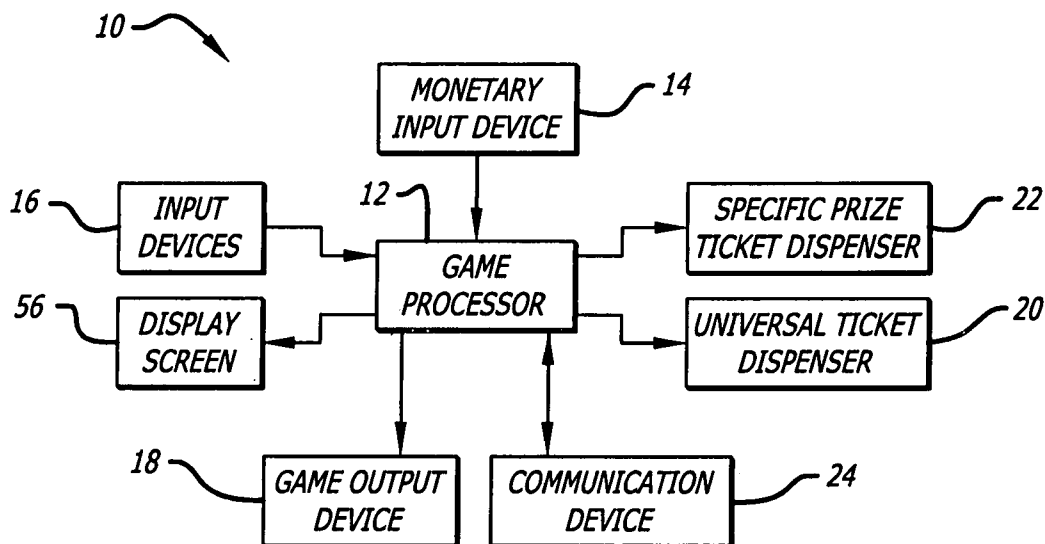 10
MONETARY
INPUT DEVICE
14
16
INPUT
DEVICES
12
GAME
PROCESSOR
SPECIFIC PRIZE
TICKET DISPENSER
22
56
DISPLAY
SCREEN
UNIVERSAL TICKET
DISPENSER
20
18
GAME OUTPUT
DEVICE
COMMUNICATION
DEVICE
24